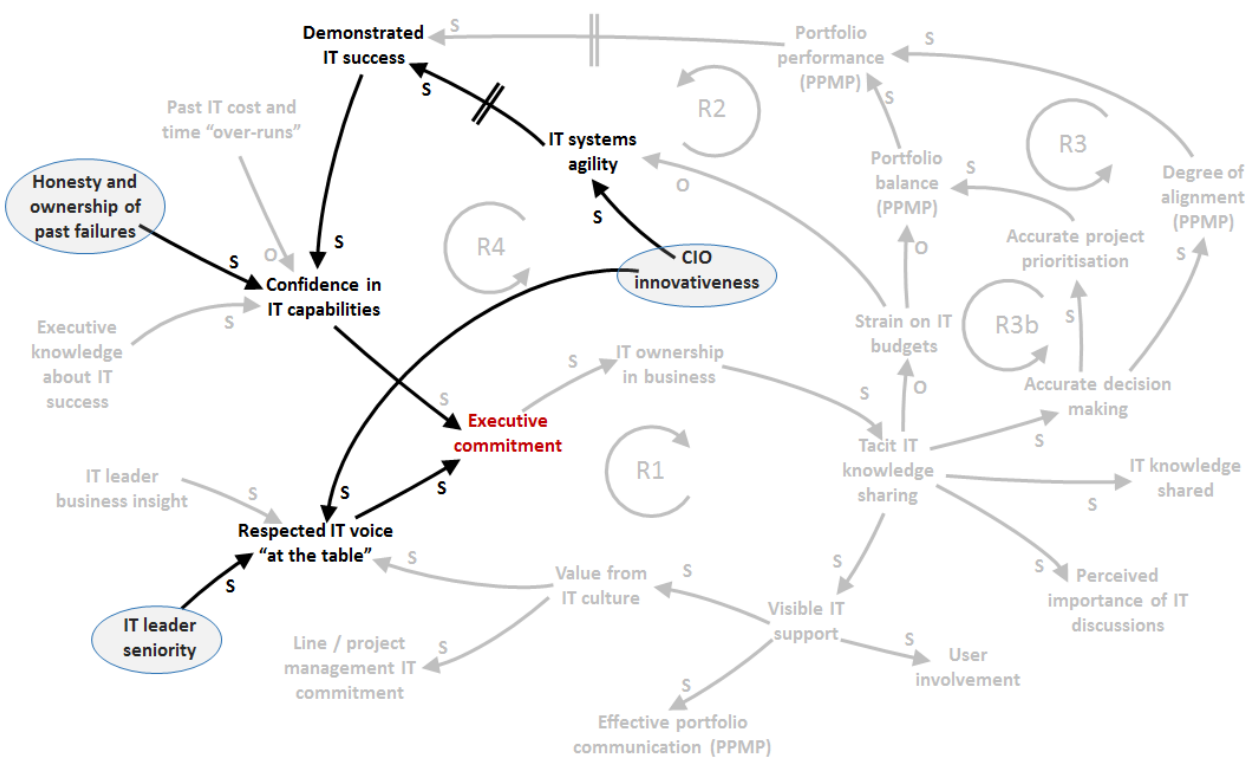 Demonstrated
IT success
S
Portfolio
performance
(PPMP)
S
S
Past IT cost and
time “over-runs”
S
R2
S
R3
IT systems
agility
O
Portfolio
balance
(PPMP)
S
Degree of
alignment
(PPMP)
Honesty and
ownership of
past failures
S
S
O
R4
S
CIO
innovativeness
O
Accurate project
prioritisation
S
Confidence in
IT capabilities
S
Executive
knowledge
about IT
success
Strain on IT
budgets
R3b
S
S
IT ownership
in business
S
O
Accurate decision
making
S
S
Executive
commitment
R1
Tacit IT
knowledge
sharing
IT knowledge
shared
S
IT leader
business insight
S
S
S
Respected IT voice
“at the table”
S
IT leader
seniority
S
Value from
IT culture
S
S
Visible IT
support
S
Perceived
importance of IT
discussions
Line / project
management IT
commitment
S
S
User
involvement
S
Effective portfolio
communication (PPMP)